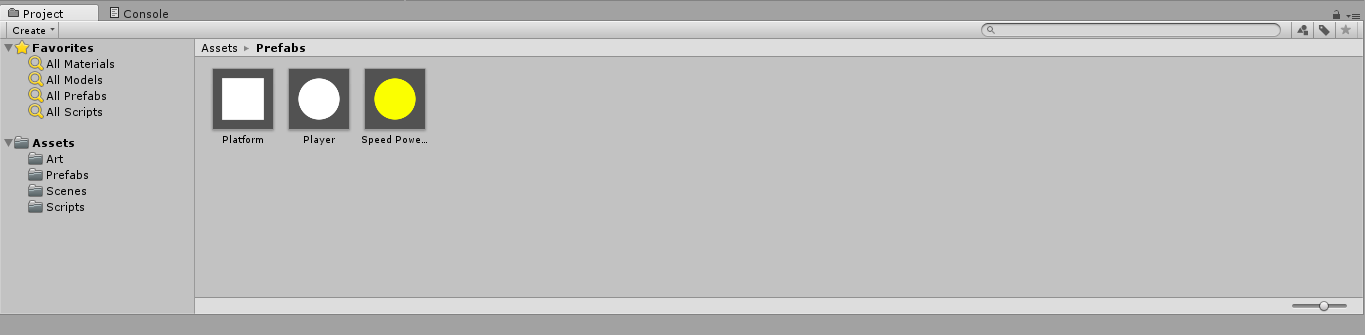 Project
Console
Create
Favorites
All Materials
All Models
All Prefabs
All Scripts
Assets
Art
Prefabs
Scenes
Scripts
Assets ▸ Prefabs
Platform
Player
Speed Powe...